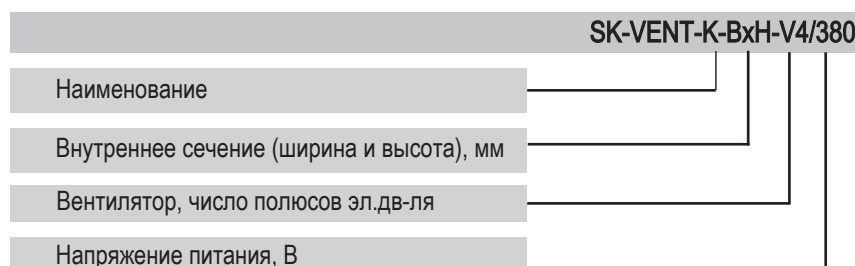 SK-VENT-K-BxH-V4/380
Наименование
Внутреннее сечение (ширина и высота), мм
Вентилятор, число полюсов эл.дв-ля
Напряжение питания, В